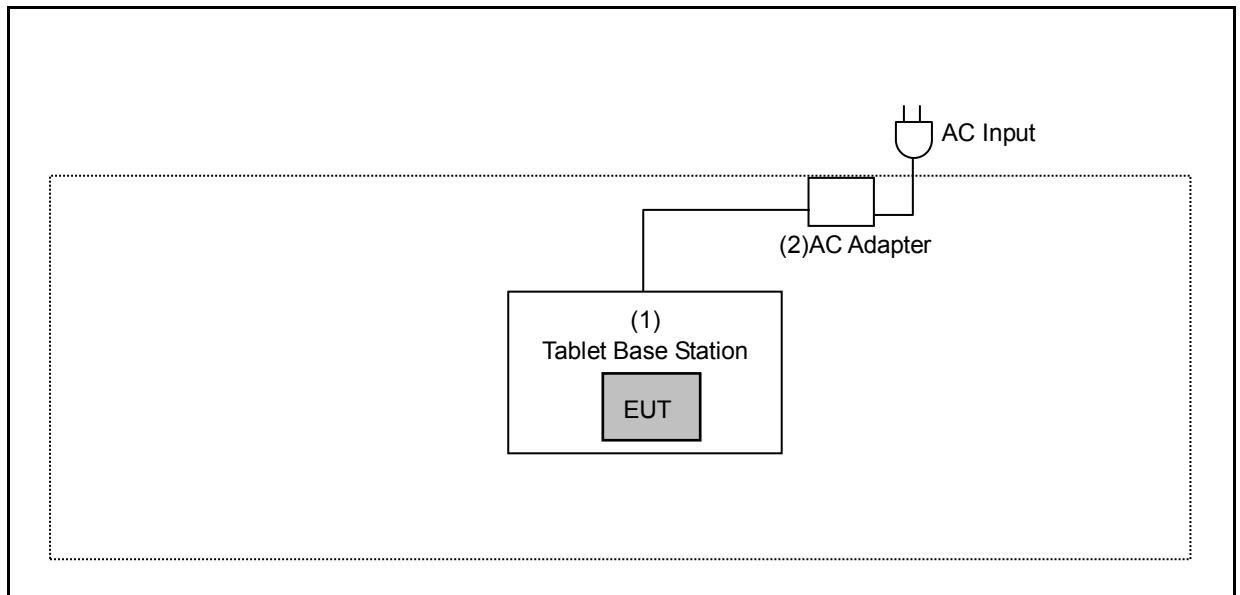 AC Input
(2)AC Adapter
(1)
Tablet Base Station
EUT